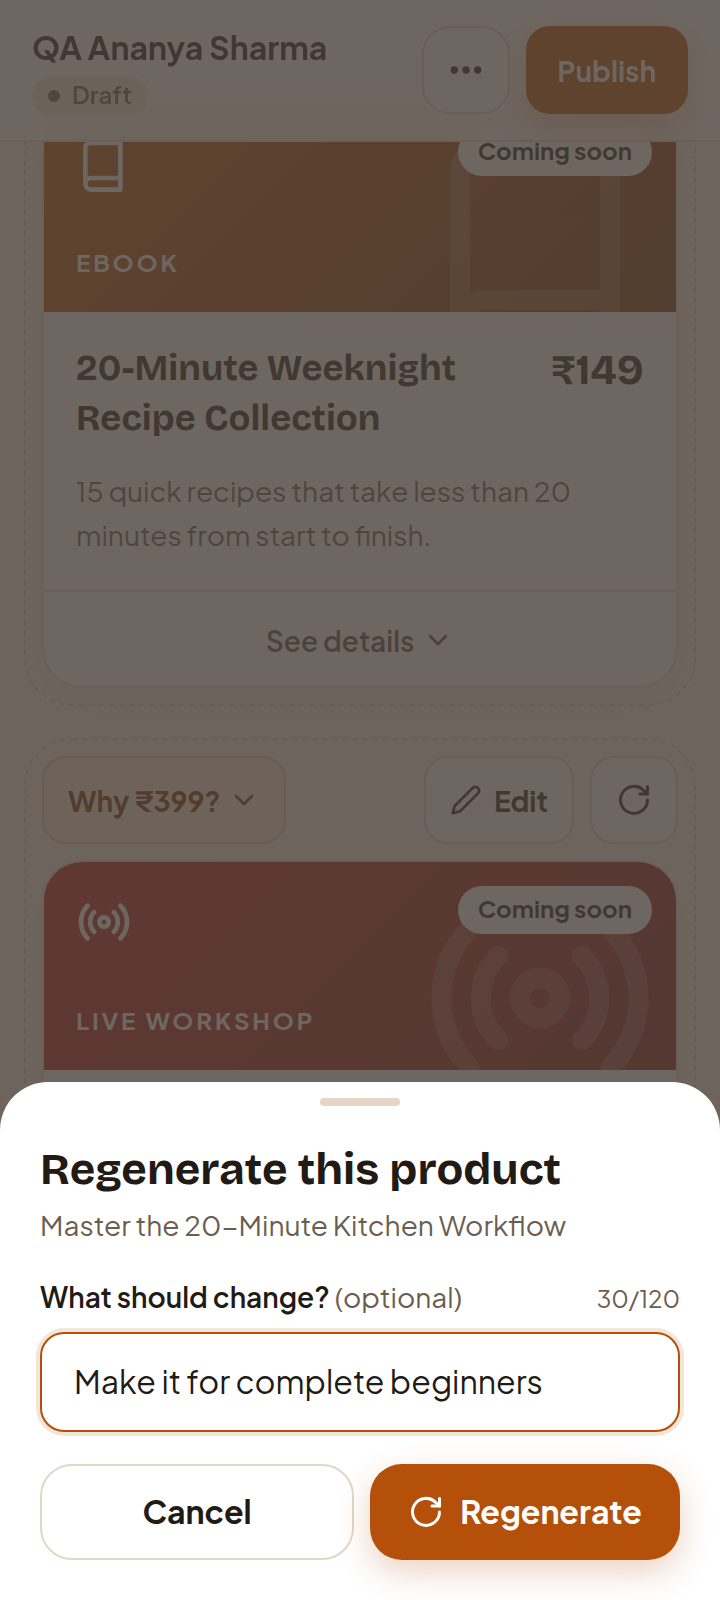 QA Ananya Sharma
Draft
Publish
Coming soon
EBOOK
20-Minute Weeknight
Recipe Collection
₹149
15 quick recipes that take less than 20
minutes from start to finish.
See details
Why ₹399?
Edit
Coming soon
LIVE WORKSHOP
Regenerate this product
Master the 20–Minute Kitchen Workflow
What should change? (optional)
30/120
Make it for complete beginners
Cancel
Regenerate